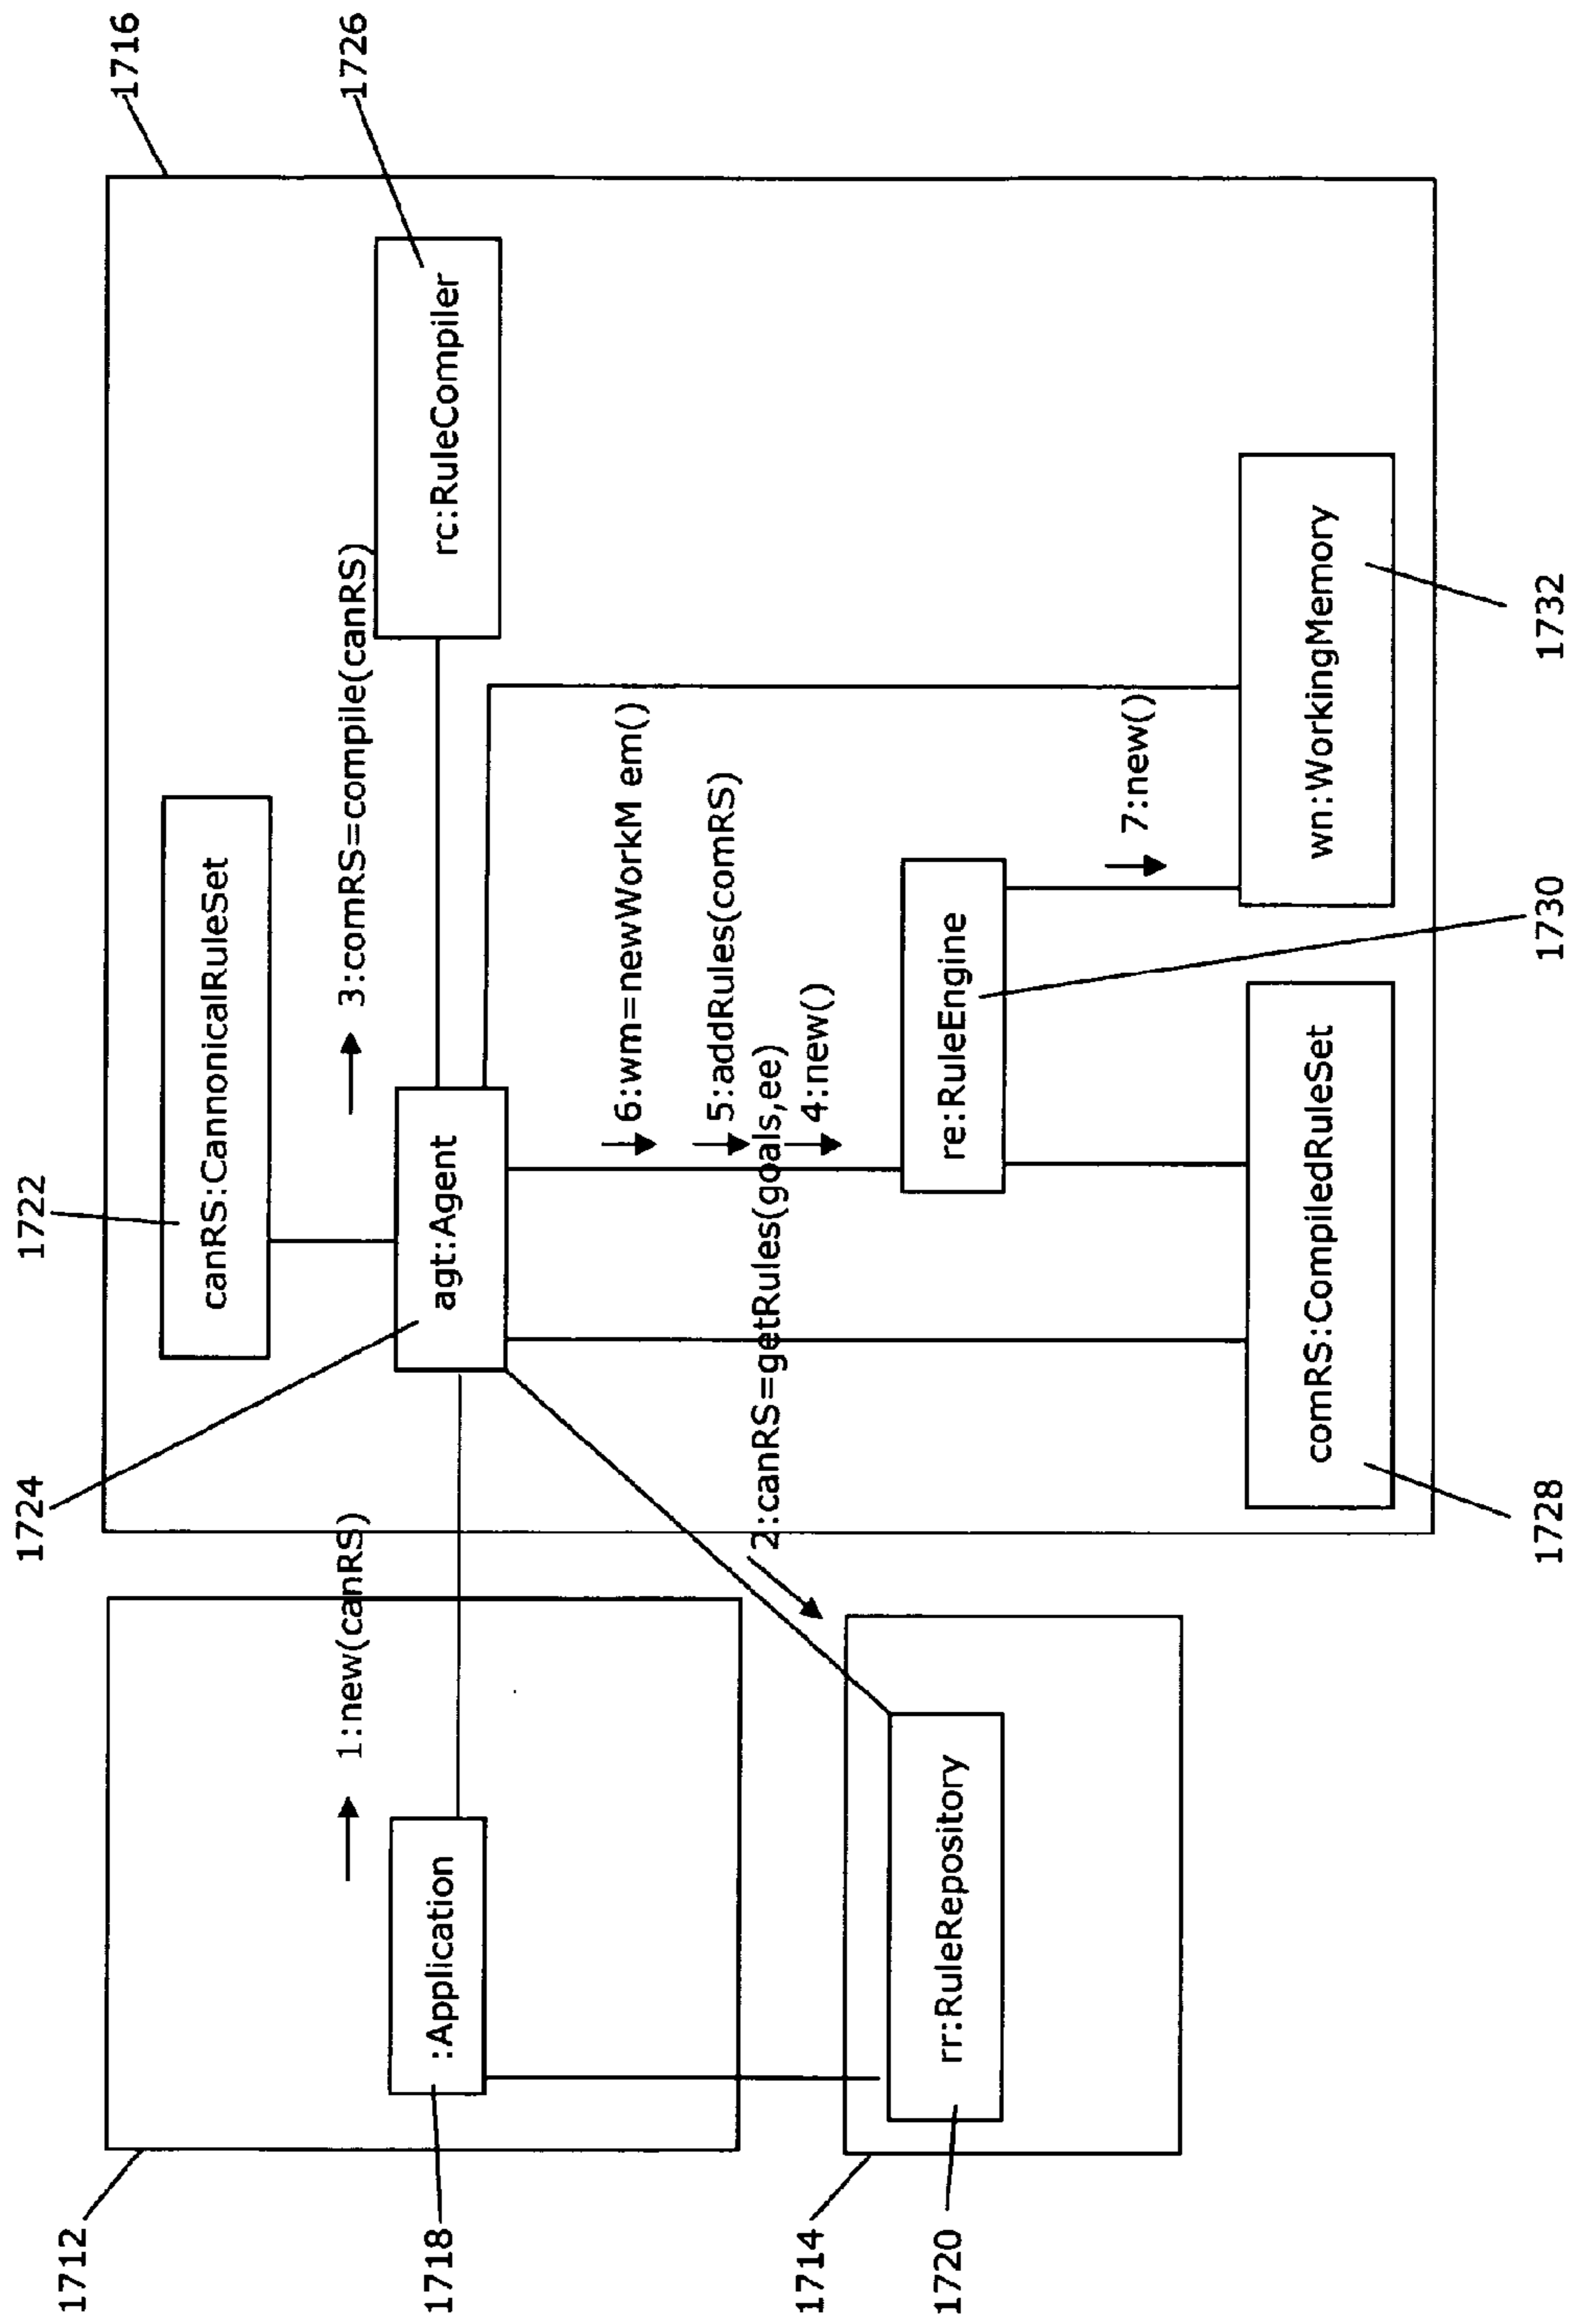 1712
1718
:Application
1:new(canRS)
1714
1720
rr:RuleRepository
2:canRS=getRules(goals,ee)
1716
1722
canRS:CannonicalRuleSet
1724
agt:Agent
3:comRS=compile(canRS)
1726
rc:RuleCompiler
6:wm=newWorkM em()
5:addRules(comRS)
4:new()
re:RuleEngine
1730
7:new()
comRS:CompiledRuleSet
1728
wn:WorkingMemory
1732